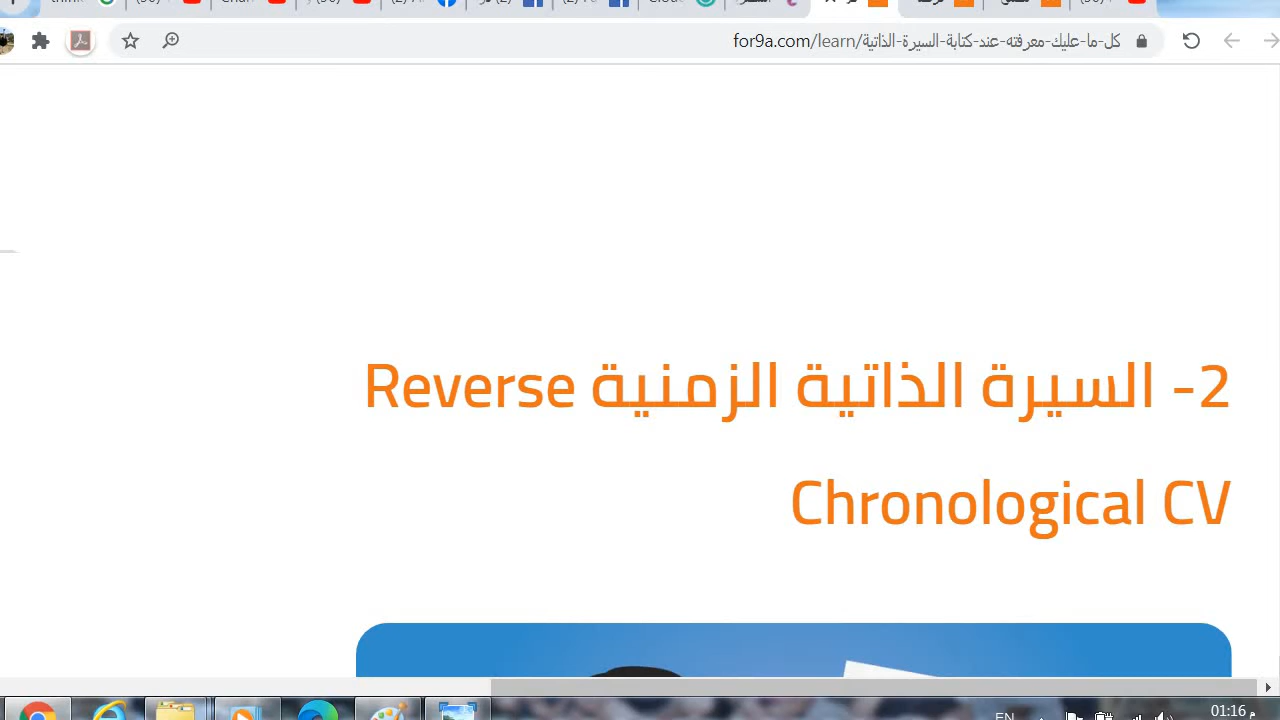 for9a.com/learn/كل-ما-عليك-معرفته-عند-كتابة-السيرة-الذاتية
2- السيرة الذاتية الزمنية Reverse
Chronological CV
EN
01:16 م